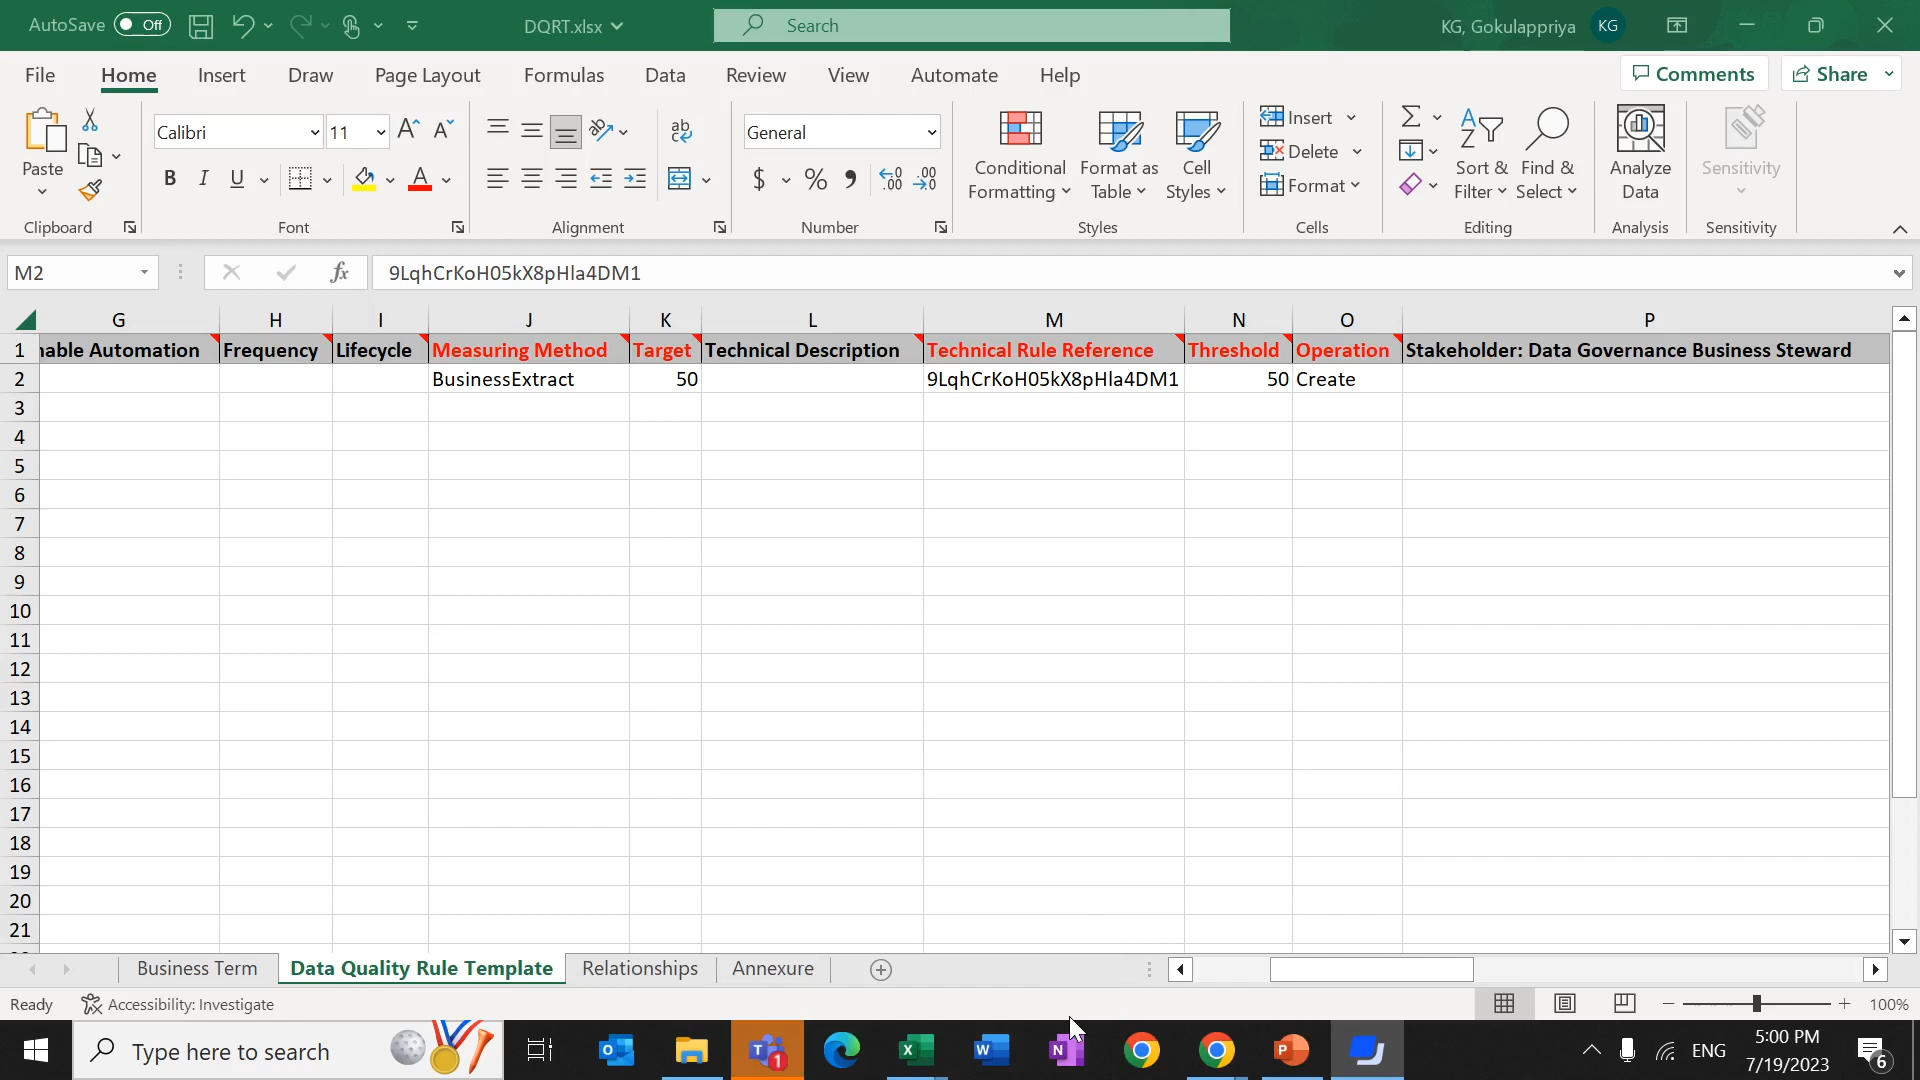 AutoSave Off DQRT.xlsx Search KG, Gokulappriya KG
File Home Insert Draw Page Layout Formulas Data Review View Automate Help Comments Share
Paste
Clipboard
Calibri 11
B I U A
Font
ab
Alignment
General
$ % ,
Number
Conditional
Formatting
Format as
Table
Cell
Styles
Styles
Insert
Delete
Format
Cells
Sort &
Filter
Find &
Select
Editing
Analyze
Data
Analysis
Sensitivity
Sensitivity
M2 fx 9LqhCrKoH05kX8pHla4DM1
G H I J K L M N O P
1 nable Automation Frequency Lifecycle Measuring Method Target Technical Description Technical Rule Reference Threshold Operation Stakeholder: Data Governance Business Steward
2 BusinessExtract 50 9LqhCrKoH05kX8pHla4DM1 50 Create
3
4
5
6
7
8
9
10
11
12
13
14
15
16
17
18
19
20
21
Business Term Data Quality Rule Template Relationships Annexure
Ready Accessibility: Investigate 100%
Type here to search ENG 5:00 PM
7/19/2023 6